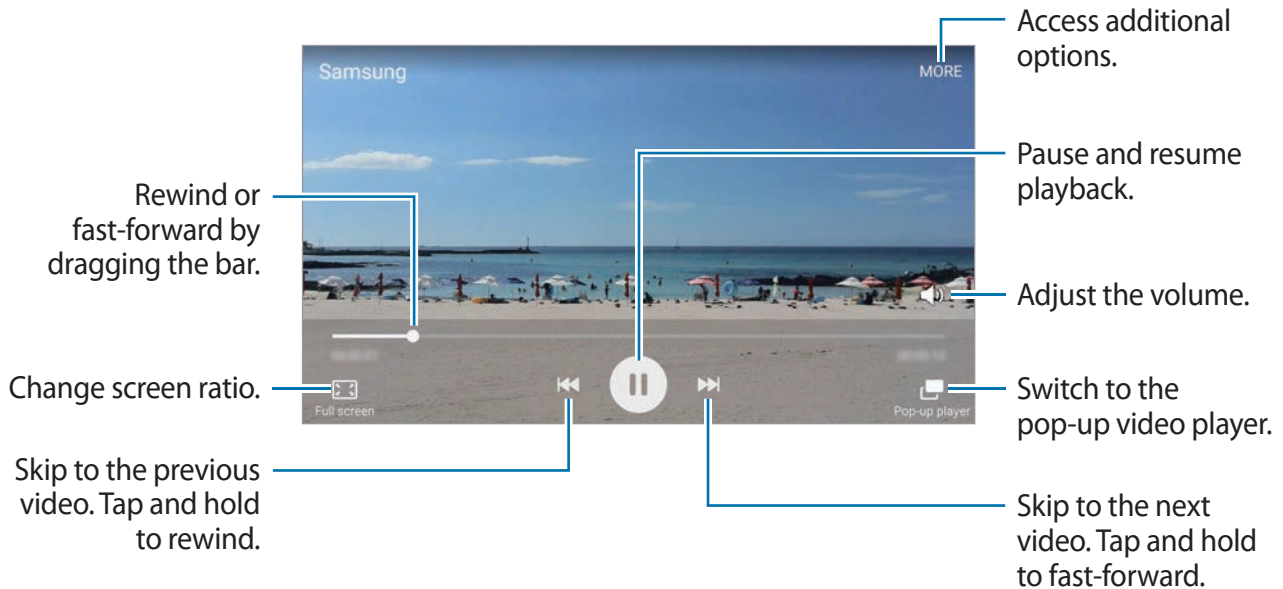 Access additional
options.
Samsung
MORE
Pause and resume
playback.
Rewind or
fast-forward by
dragging the bar.
Adjust the volume.
Change screen ratio.
Full screen
Pop-up player
Switch to the
pop-up video player.
Skip to the previous
video. Tap and hold
to rewind.
Skip to the next
video. Tap and hold
to fast-forward.